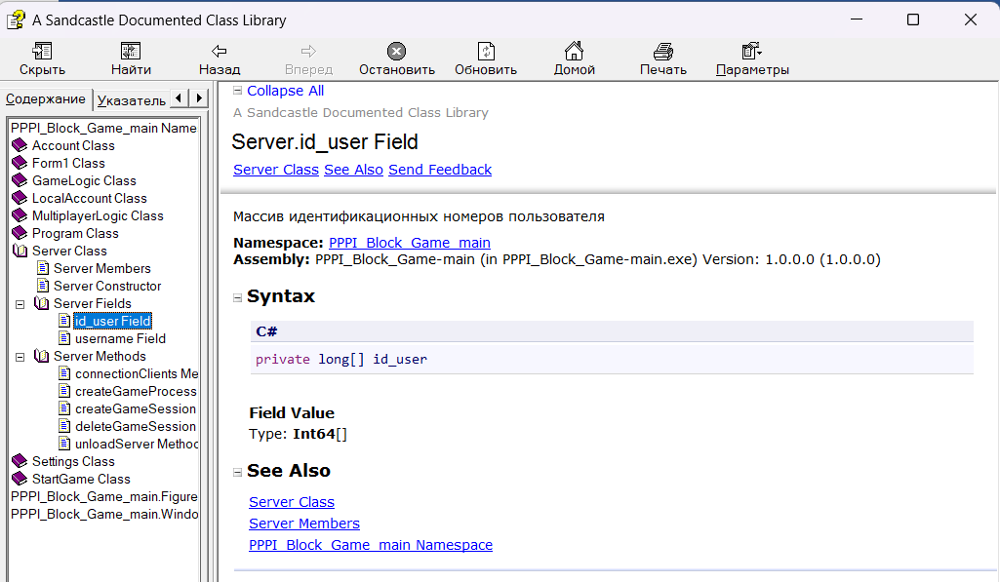 A Sandcastle Documented Class Library
Скрыть Найти Назад Вперед Остановить Обновить Домой Печать Параметры
Содержание Указатель
PPPI_Block_Game_main Name
Account Class
Form1 Class
GameLogic Class
LocalAccount Class
MultiplayerLogic Class
Program Class
Server Class
Server Members
Server Constructor
Server Fields
id_user Field
username Field
Server Methods
connectionClients Me
createGameProcess
createGameSession
deleteGameSession
unloadServer Method
Settings Class
StartGame Class
PPPI_Block_Game_main.Figure
PPPI_Block_Game_main.Windo
Collapse All
A Sandcastle Documented Class Library
Server.id_user Field
Server Class See Also Send Feedback
Массив идентификационных номеров пользователя
Namespace: PPPI_Block_Game_main
Assembly: PPPI_Block_Game-main (in PPPI_Block_Game-main.exe) Version: 1.0.0.0 (1.0.0.0)
Syntax
C#
private long[] id_user
Field Value
Type: Int64[]
See Also
Server Class
Server Members
PPPI_Block_Game_main Namespace